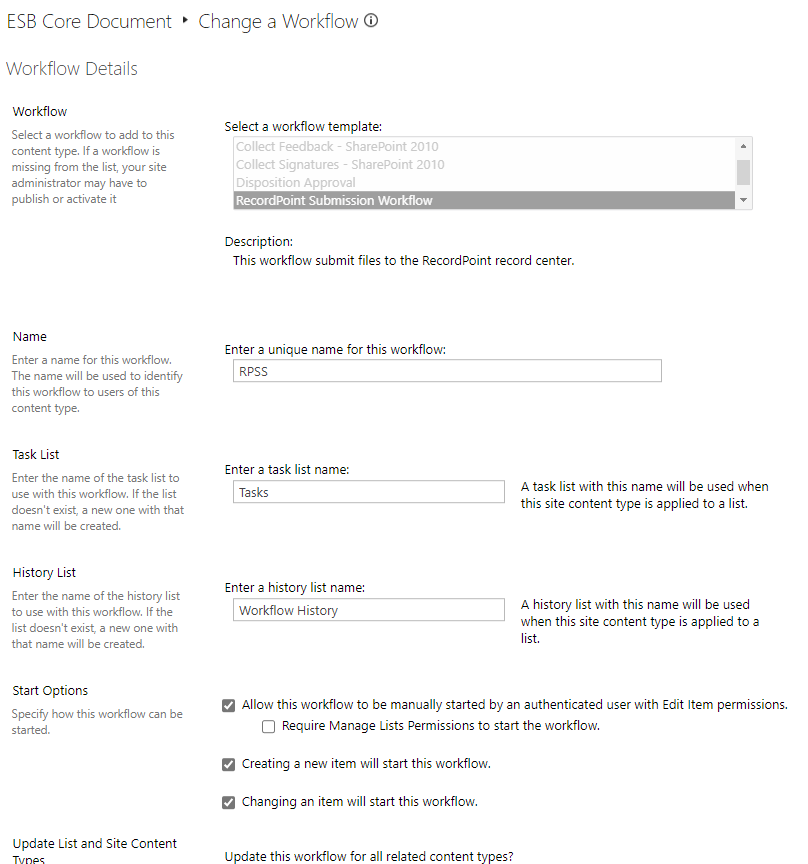 ESB Core Document ▸ Change a Workflow ⓘ
Workflow Details
Workflow
Select a workflow to add to this
content type. If a workflow is
missing from the list, your site
administrator may have to
publish or activate it
Select a workflow template:
Collect Feedback - SharePoint 2010
Collect Signatures - SharePoint 2010
Disposition Approval
RecordPoint Submission Workflow
Description:
This workflow submit files to the RecordPoint record center.
Name
Enter a name for this workflow.
The name will be used to identify
this workflow to users of this
content type.
Enter a unique name for this workflow:
RPSS
Task List
Enter the name of the task list to
use with this workflow. If the list
doesn't exist, a new one with that
name will be created.
Enter a task list name:
Tasks
A task list with this name will be used when
this site content type is applied to a list.
History List
Enter the name of the history list
to use with this workflow. If the
list doesn't exist, a new one with
that name will be created.
Enter a history list name:
Workflow History
A history list with this name will be used
when this site content type is applied to a
list.
Start Options
Specify how this workflow can be
started.
Allow this workflow to be manually started by an authenticated user with Edit Item permissions.
Require Manage Lists Permissions to start the workflow.
Creating a new item will start this workflow.
Changing an item will start this workflow.
Update List and Site Content
Types
Update this workflow for all related content types?